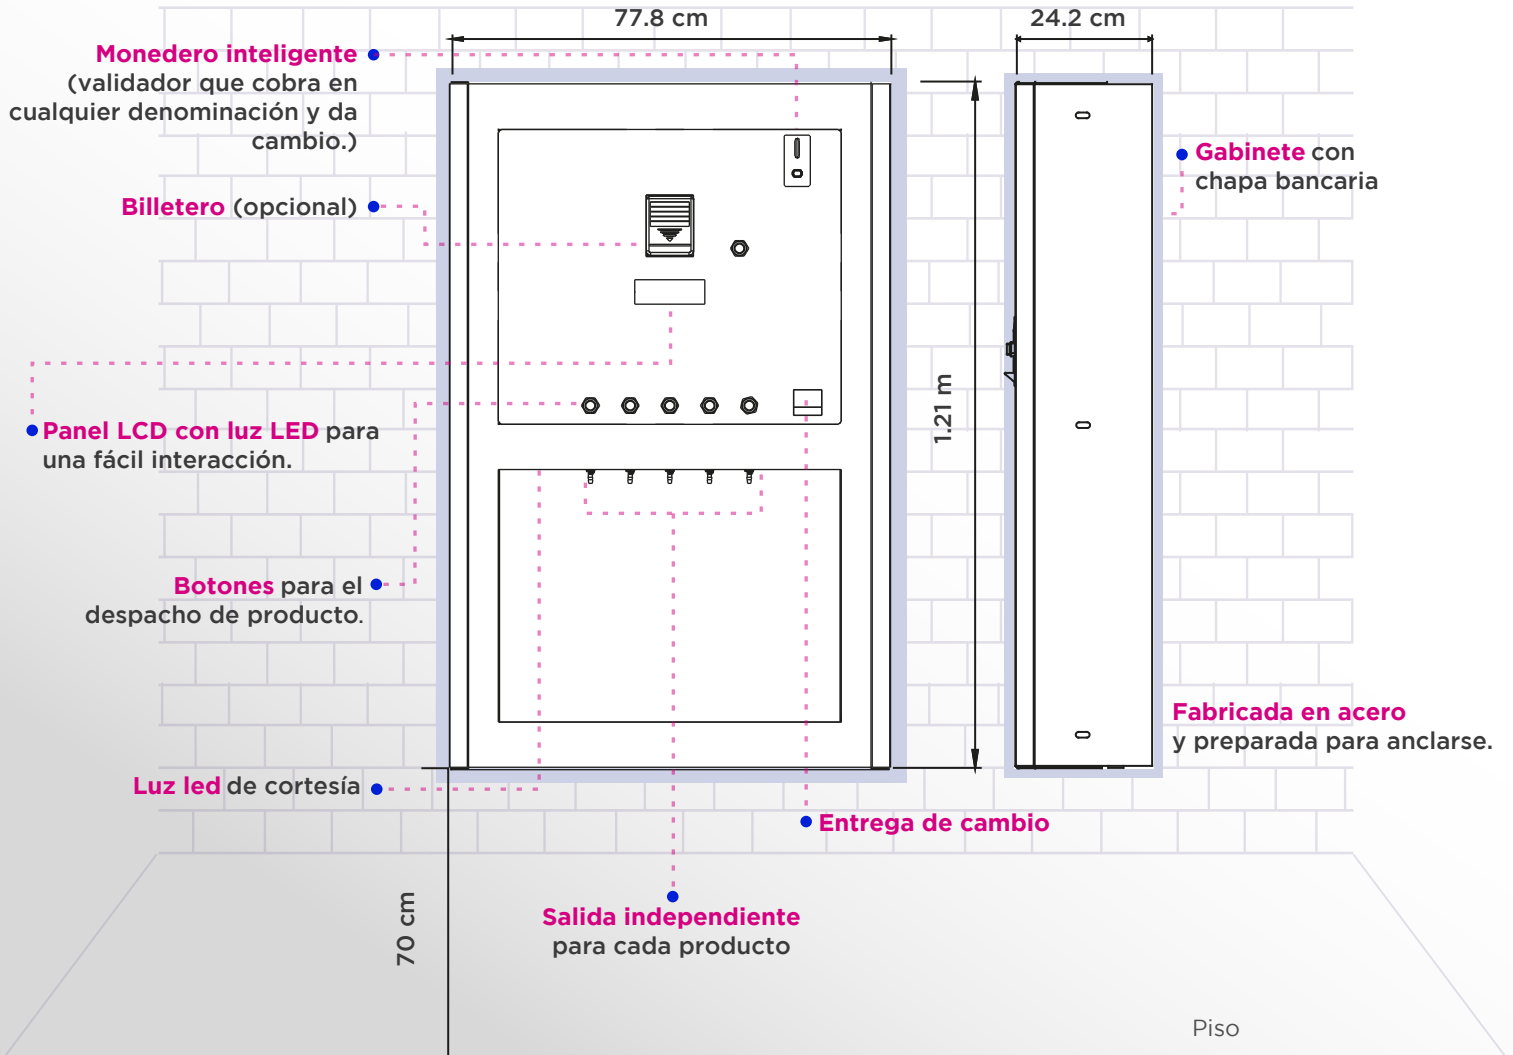 77.8 cm
24.2 cm
Monedero inteligente
(validador que cobra en
cualquier denominación y da
cambio.)
Gabinete con
chapa bancaria
Billetero (opcional)
1.21 m
Panel LCD con luz LED para
una fácil interacción.
Botones para el
despacho de producto.
Fabricada en acero
y preparada para anclarse.
Luz led de cortesía
Entrega de cambio
70 cm
Salida independiente
para cada producto
Piso